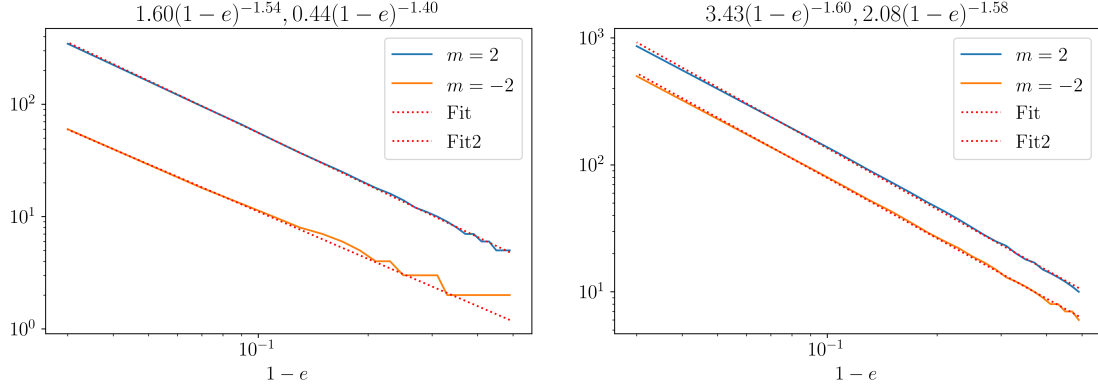 1.60(1 − e)^{−1.54}, 0.44(1 − e)^{−1.40}
10^2
10^1
10^0
m = 2
m = −2
Fit
Fit2
10^{−1}
1 − e
3.43(1 − e)^{−1.60}, 2.08(1 − e)^{−1.58}
10^3
10^2
10^1
m = 2
m = −2
Fit
Fit2
10^{−1}
1 − e